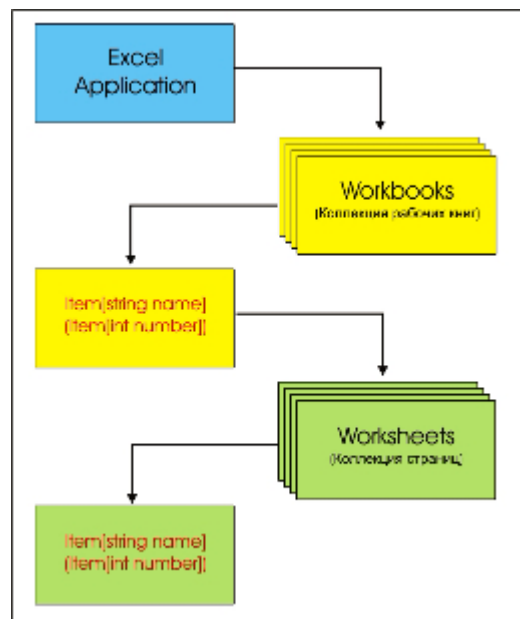 Excel
Application
Workbooks
(Коллекция рабочих книг)
Item[string name]
(Item[int number])
Worksheets
(Коллекция страниц)
Item[string name]
(Item[int number])